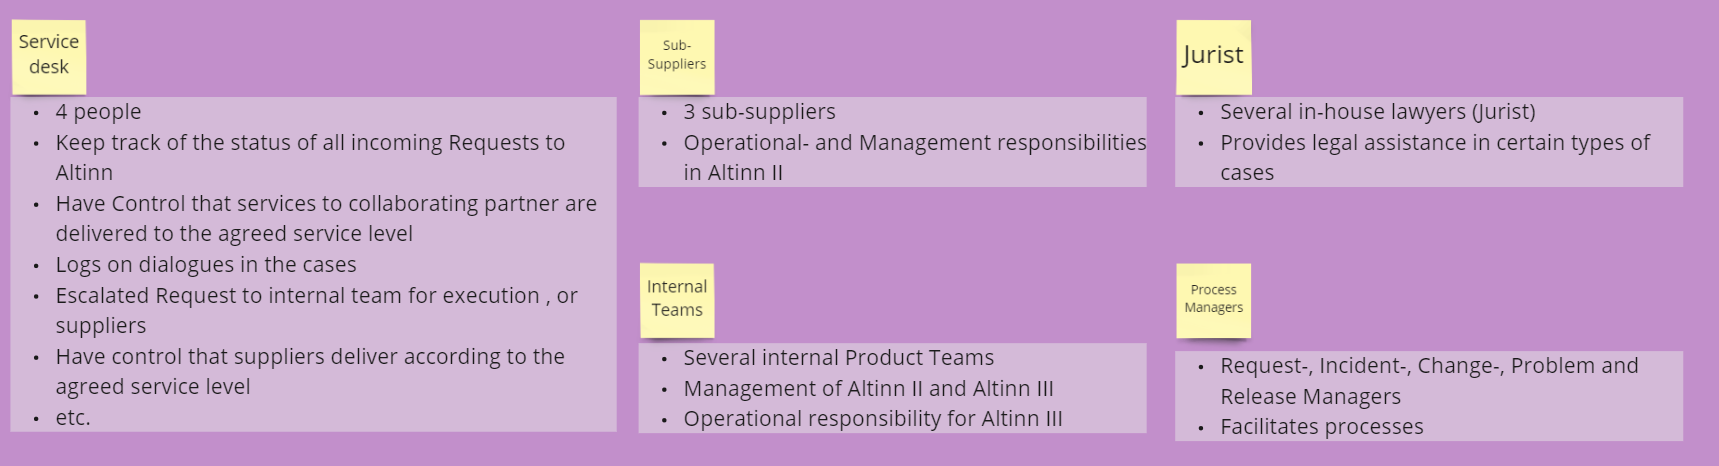 Service
desk
• 4 people
• Keep track of the status of all incoming Requests to
Altinn
• Have Control that services to collaborating partner are
delivered to the agreed service level
• Logs on dialogues in the cases
• Escalated Request to internal team for execution , or
suppliers
• Have control that suppliers deliver according to the
agreed service level
• etc.
Sub-
Suppliers
• 3 sub-suppliers
• Operational- and Management responsibilities
in Altinn II
Internal
Teams
• Several internal Product Teams
• Management of Altinn II and Altinn III
• Operational responsibility for Altinn III
Jurist
• Several in-house lawyers (Jurist)
• Provides legal assistance in certain types of
cases
Process
Managers
• Request-, Incident-, Change-, Problem and
Release Managers
• Facilitates processes